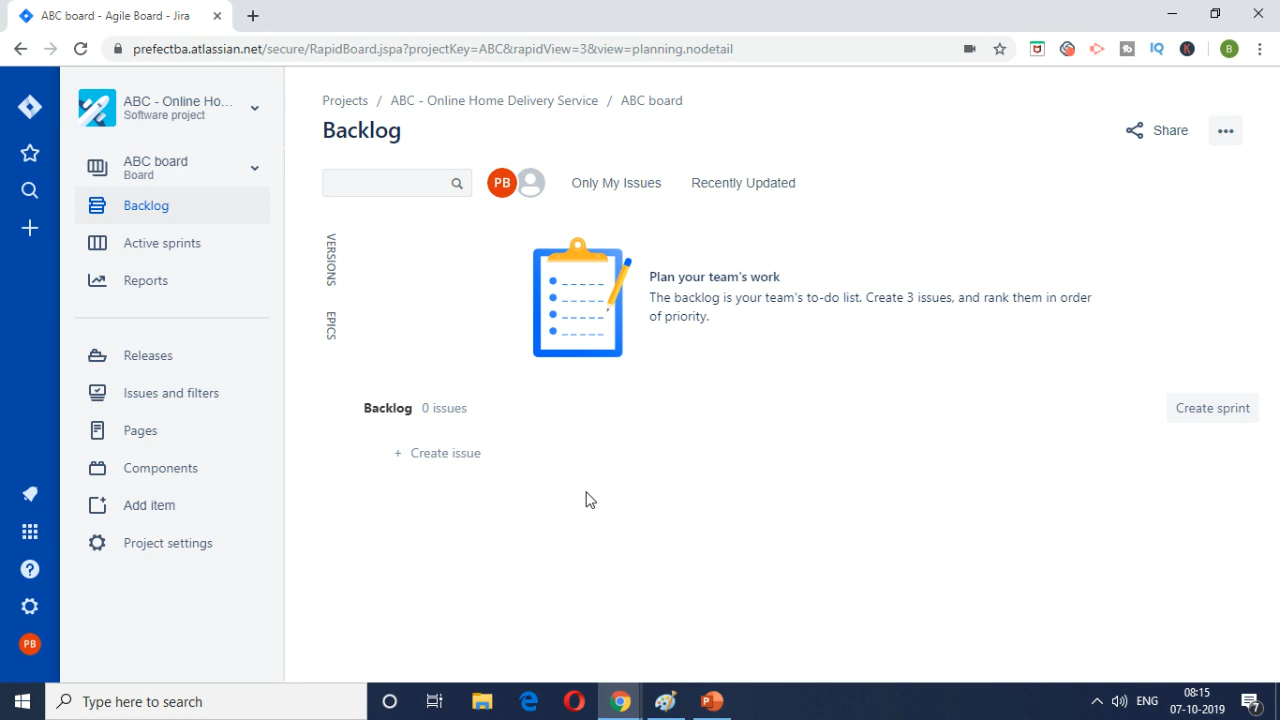 ABC board - Agile Board - Jira
prefectba.atlassian.net/secure/RapidBoard.jspa?projectKey=ABC&rapidView=3&view=planning.nodetail
IQ
K
B
ABC - Online Ho...
Software project
ABC board
Board
Backlog
Active sprints
Reports
Releases
Issues and filters
Pages
Components
Add item
Project settings
PB
Projects / ABC - Online Home Delivery Service / ABC board
Backlog
Share
PB
Only My Issues
Recently Updated
VERSIONS
EPICS
Plan your team's work
The backlog is your team's to-do list. Create 3 issues, and rank them in order
of priority.
Backlog 0 issues
Create sprint
+ Create issue
Type here to search
ENG
08:15
07-10-2019
7